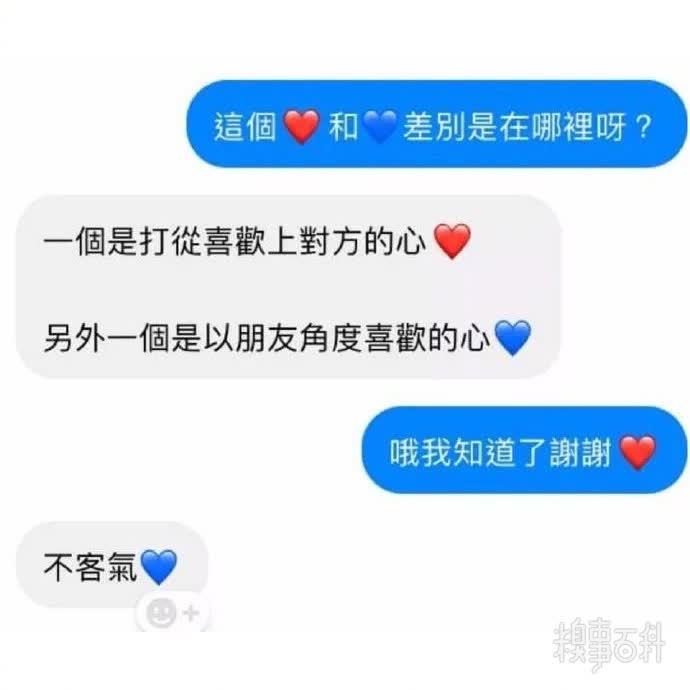 這個❤️和💙差別是在哪裡呀？
一個是打從喜歡上對方的心❤️
另外一個是以朋友角度喜歡的心💙
哦我知道了謝謝❤️
不客氣💙
糗事百科